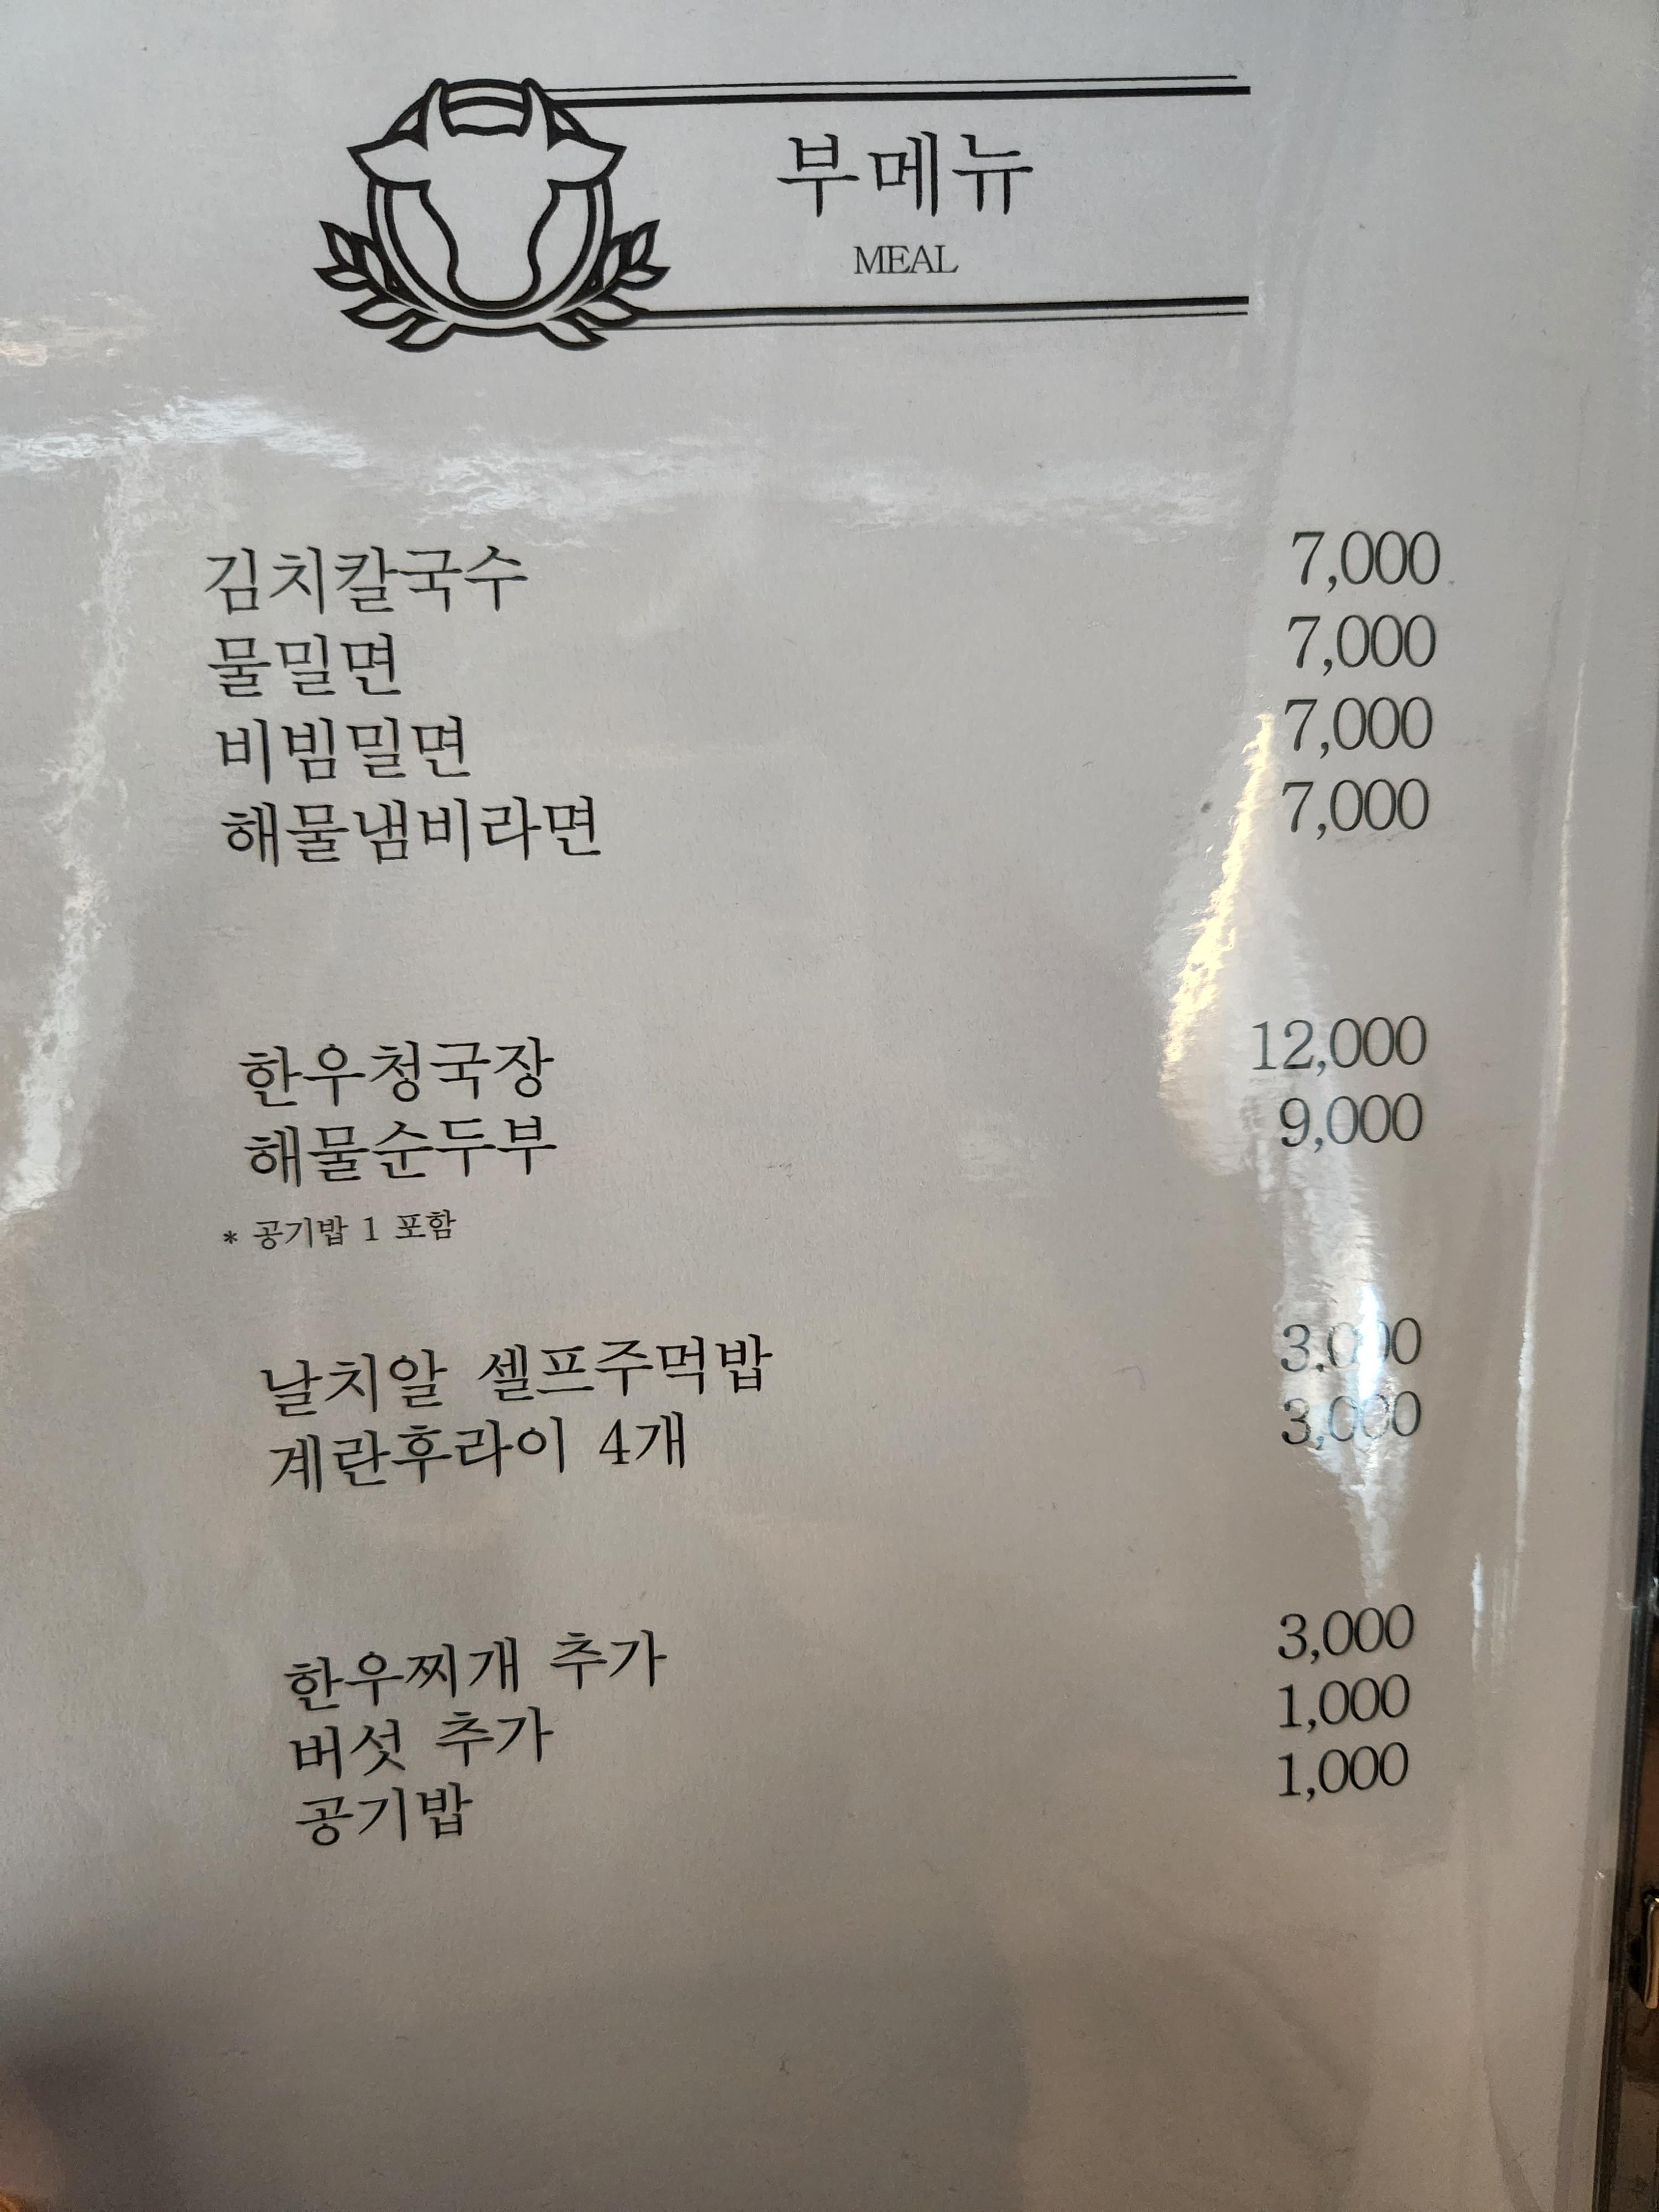 부메뉴
MEAL
김치칼국수 7,000
물밀면 7,000
비빔밀면 7,000
해물냄비라면 7,000
한우청국장 12,000
해물순두부 9,000
* 공기밥 1 포함
날치알 셀프주먹밥 3,000
계란후라이 4개 3,000
한우찌개 추가 3,000
버섯 추가 1,000
공기밥 1,000